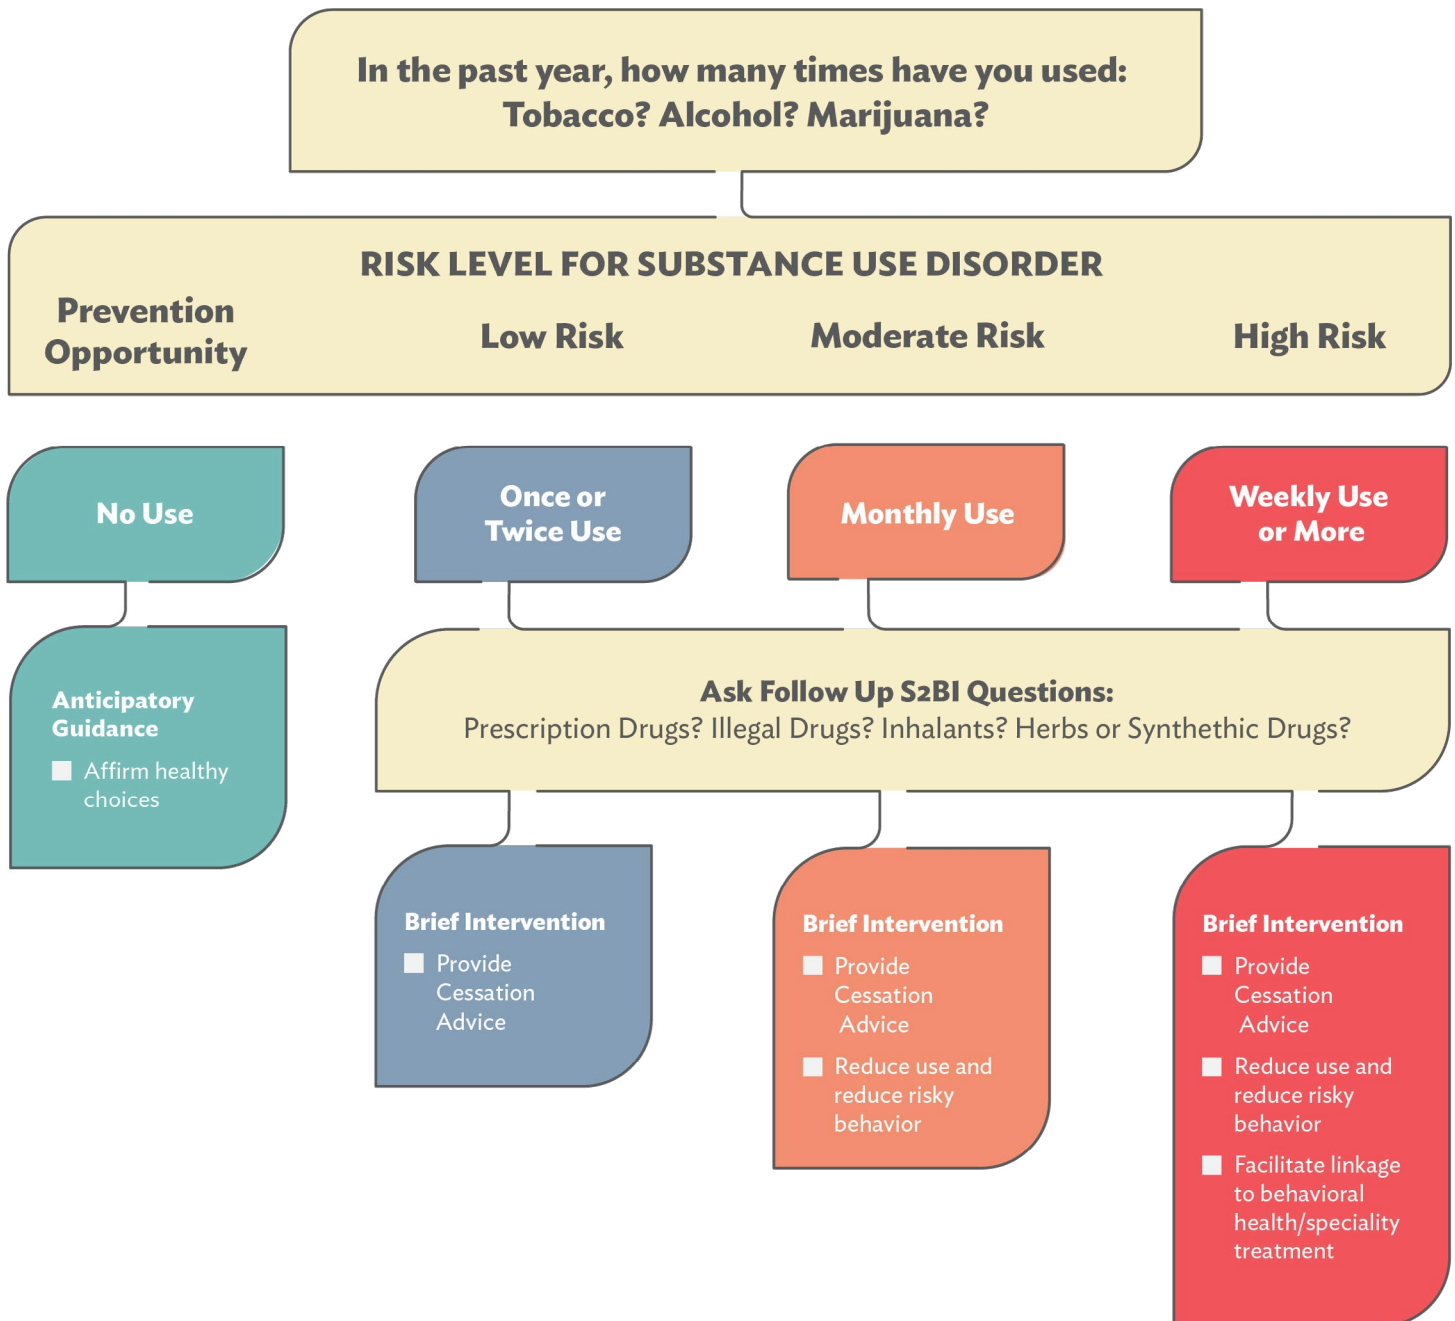 In the past year, how many times have you used:
Tobacco? Alcohol? Marijuana?
RISK LEVEL FOR SUBSTANCE USE DISORDER
Prevention
Opportunity
Low Risk
Moderate Risk
High Risk
No Use
Once or
Twice Use
Monthly Use
Weekly Use
or More
Anticipatory
Guidance
Affirm healthy
choices
Ask Follow Up S2BI Questions:
Prescription Drugs? Illegal Drugs? Inhalants? Herbs or Synthethic Drugs?
Brief Intervention
Provide
Cessation
Advice
Brief Intervention
Provide
Cessation
Advice
Reduce use and
reduce risky
behavior
Brief Intervention
Provide
Cessation
Advice
Reduce use and
reduce risky
behavior
Facilitate linkage
to behavioral
health/speciality
treatment